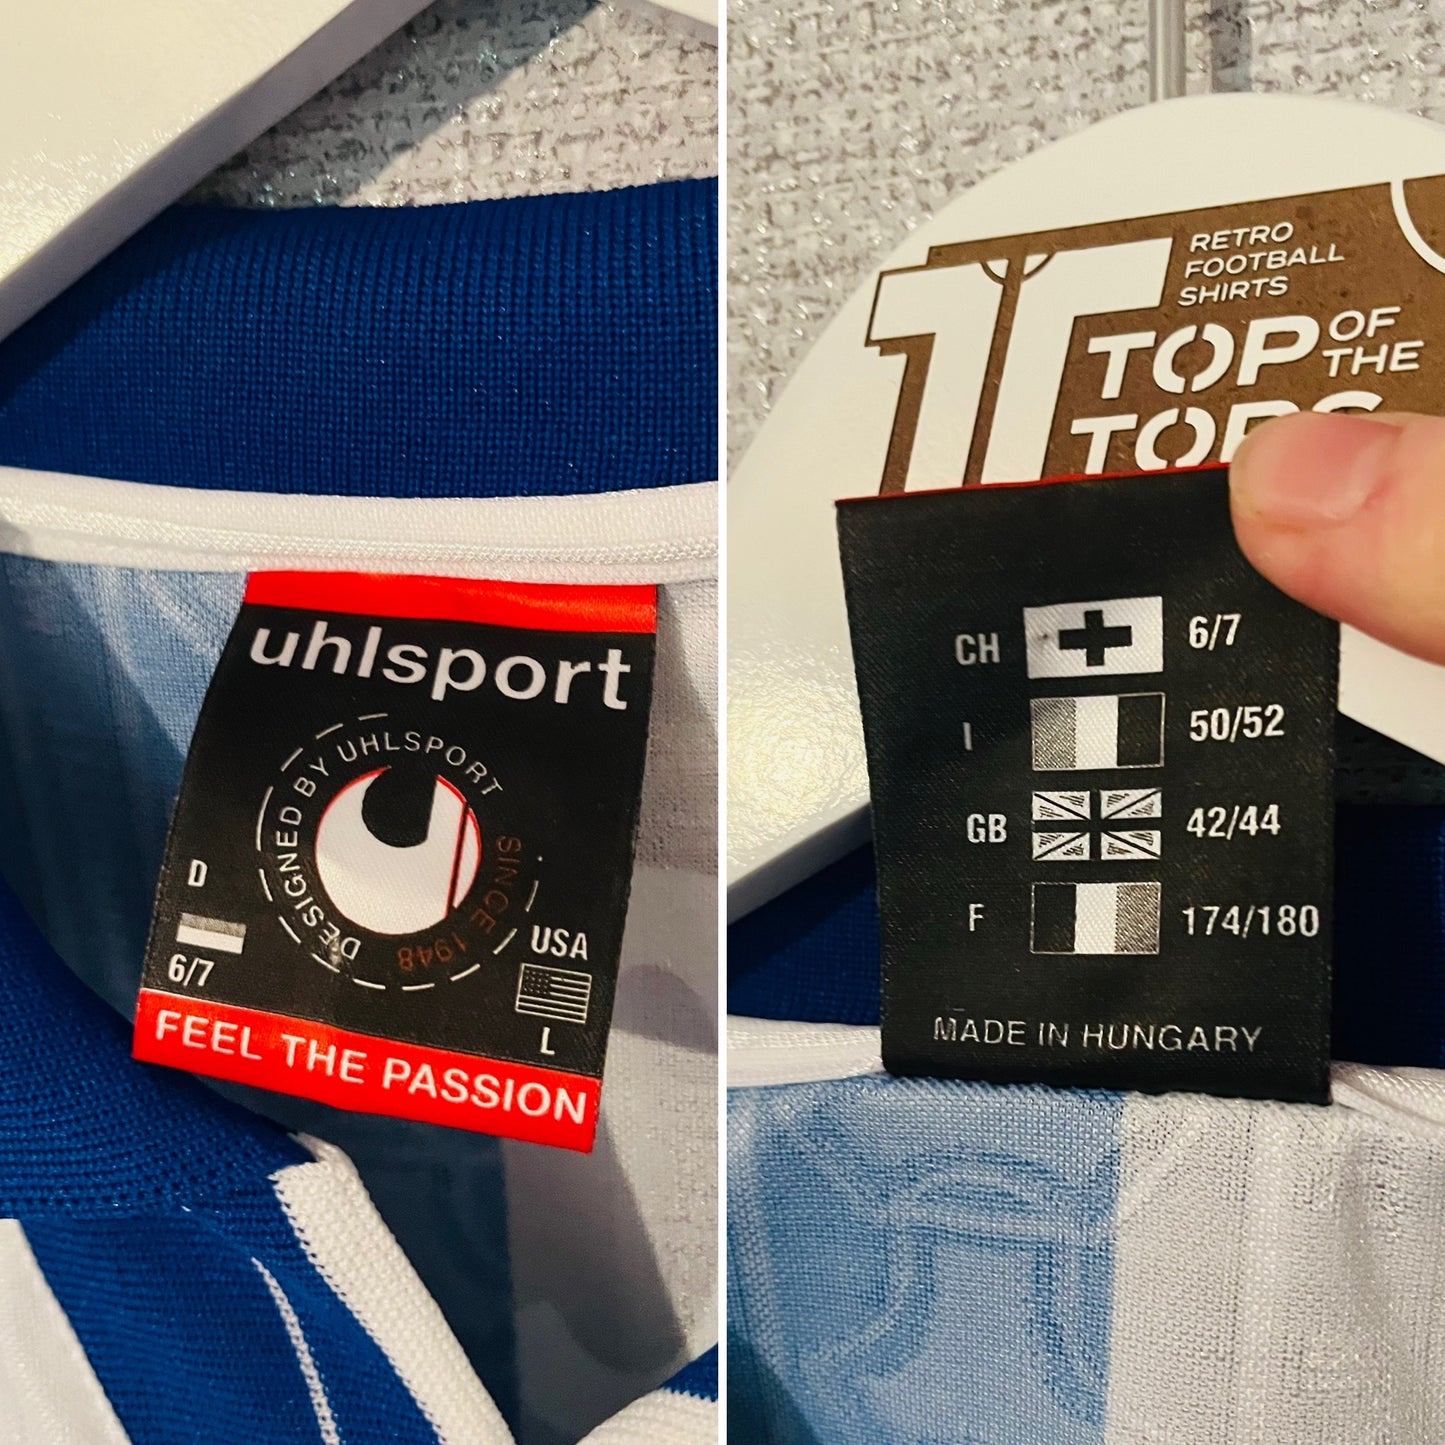 uhlsport
DESIGNED BY UHLSPORT
SINCE 1948
D
6/7
USA
L
FEEL THE PASSION
RETRO
FOOTBALL
SHIRTS
TOP OF
THE
CH 6/7
I 50/52
GB 42/44
F 174/180
MADE IN HUNGARY